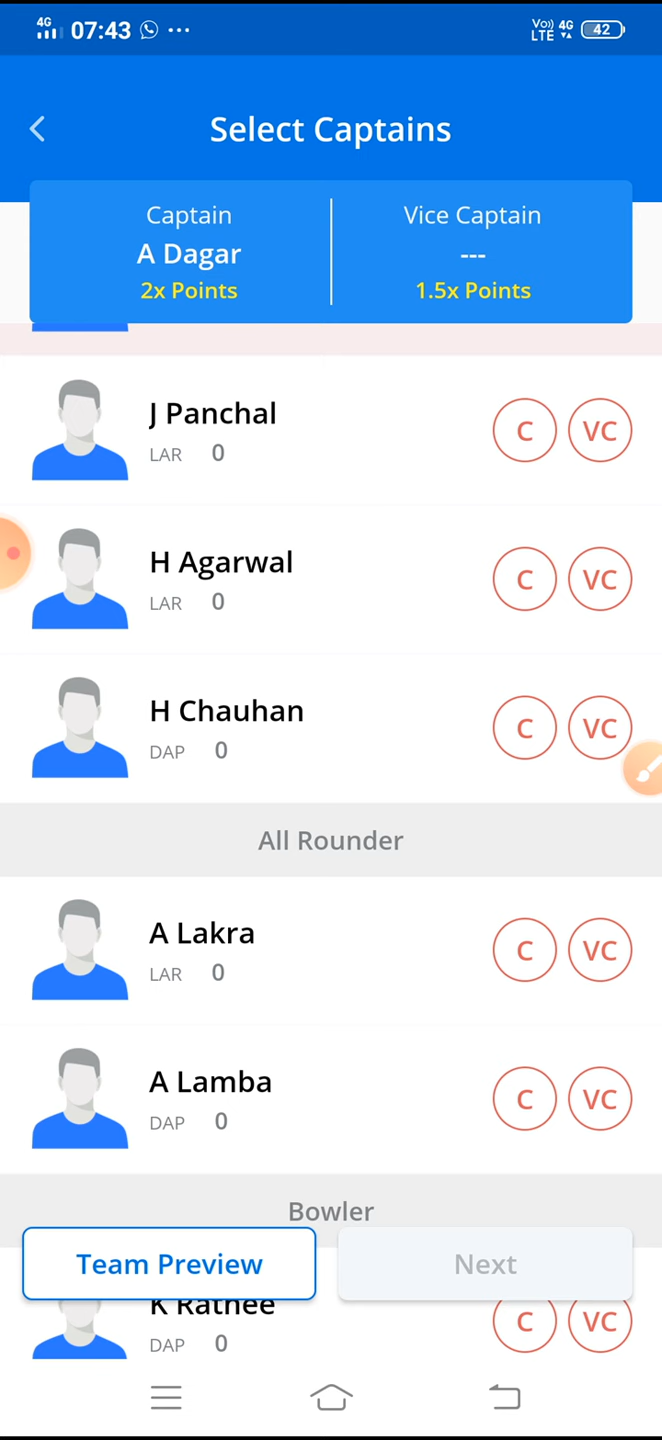 4G 07:43 ... Vo)) LTE 4G 42
Select Captains
Captain Vice Captain
A Dagar ---
2x Points 1.5x Points
J Panchal
LAR 0 C VC
H Agarwal
LAR 0 C VC
H Chauhan
DAP 0 C VC
All Rounder
A Lakra
LAR 0 C VC
A Lamba
DAP 0 C VC
Bowler
Team Preview Next
K Rathee
DAP 0 C VC